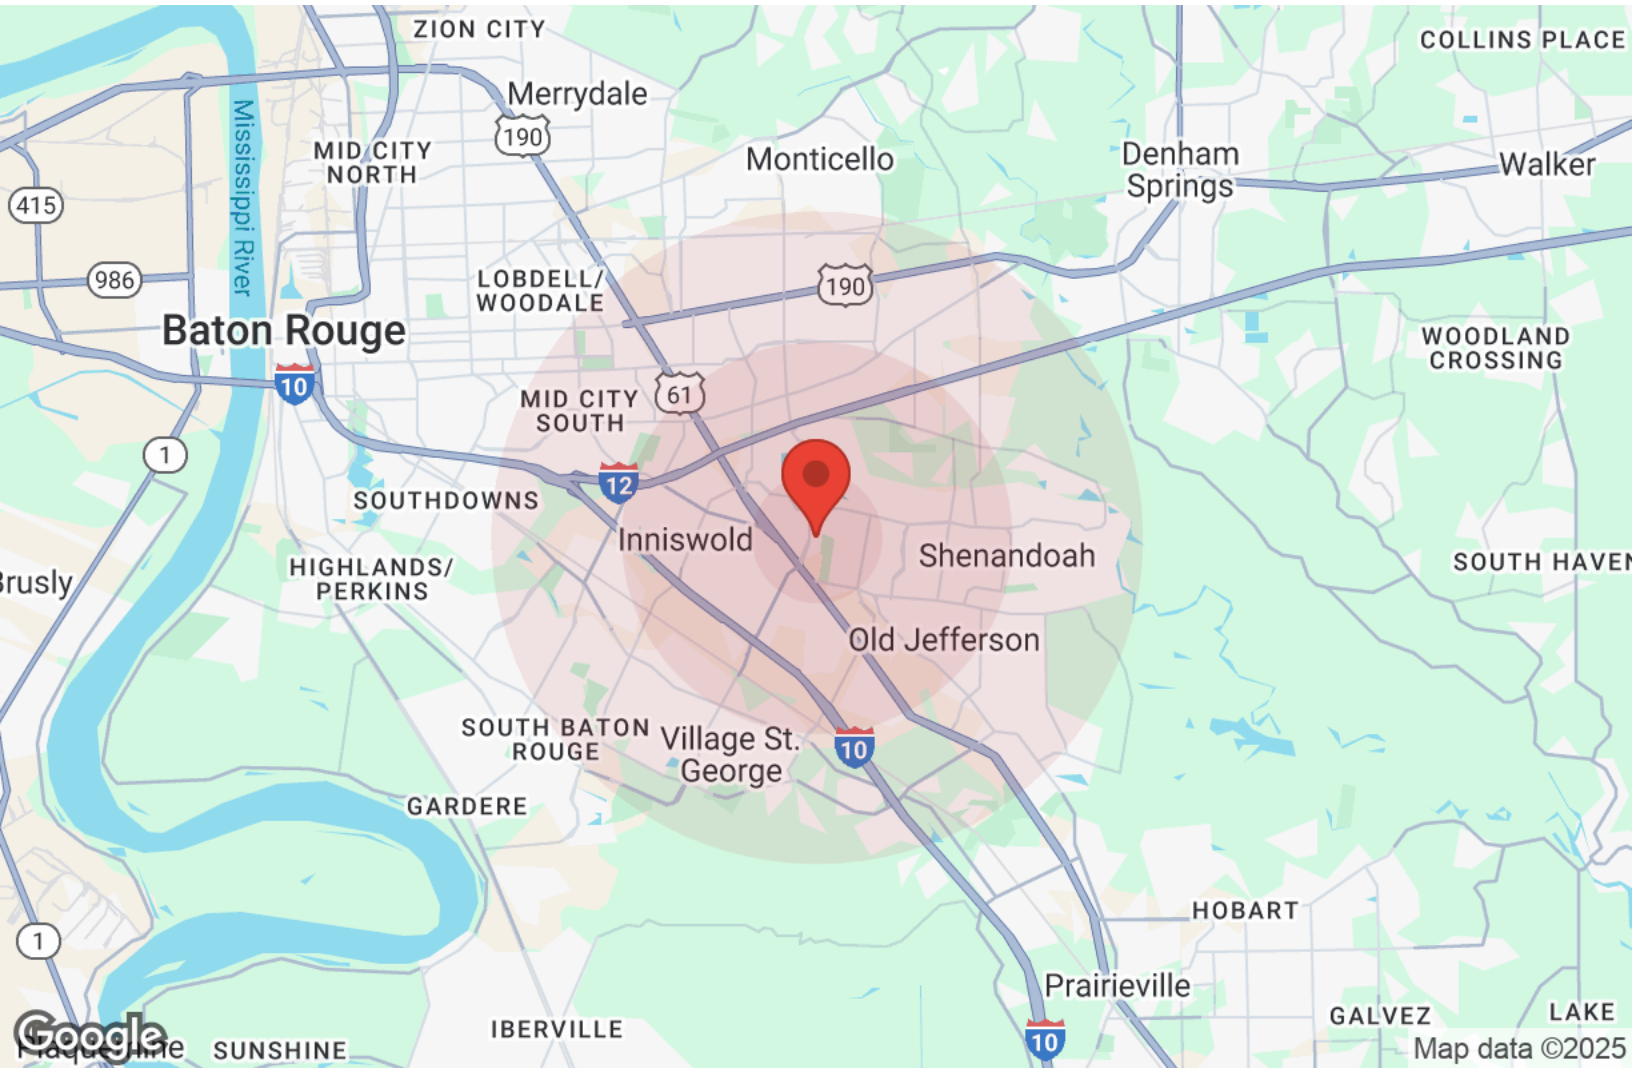 ZION CITY
COLLINS PLACE
Merrydale
190
Mississippi River
MID CITY
NORTH
Monticello
Denham
Springs
Walker
415
986
LOBDELL/
WOODALE
190
Baton Rouge
WOODLAND
CROSSING
10
61
MID CITY
SOUTH
1
12
SOUTHDOWNS
Inniswold
Shenandoah
SOUTH HAVEN
HIGHLANDS/
PERKINS
Brusly
Old Jefferson
SOUTH BATON
ROUGE
Village St.
George
10
GARDERE
HOBART
1
Prairieville
IBERVILLE
GALVEZ
LAKE
Google
Plaquemine
SUNSHINE
10
Map data ©2025